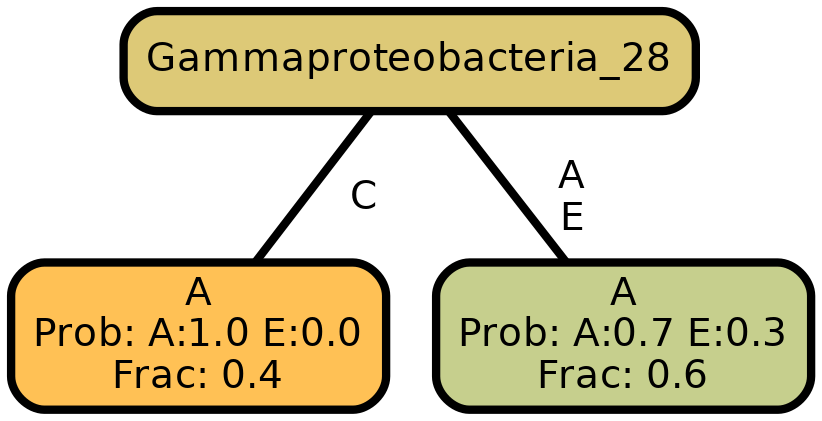 Gammaproteobacteria_28
C
A
E
A
Prob: A:1.0 E:0.0
Frac: 0.4
A
Prob: A:0.7 E:0.3
Frac: 0.6